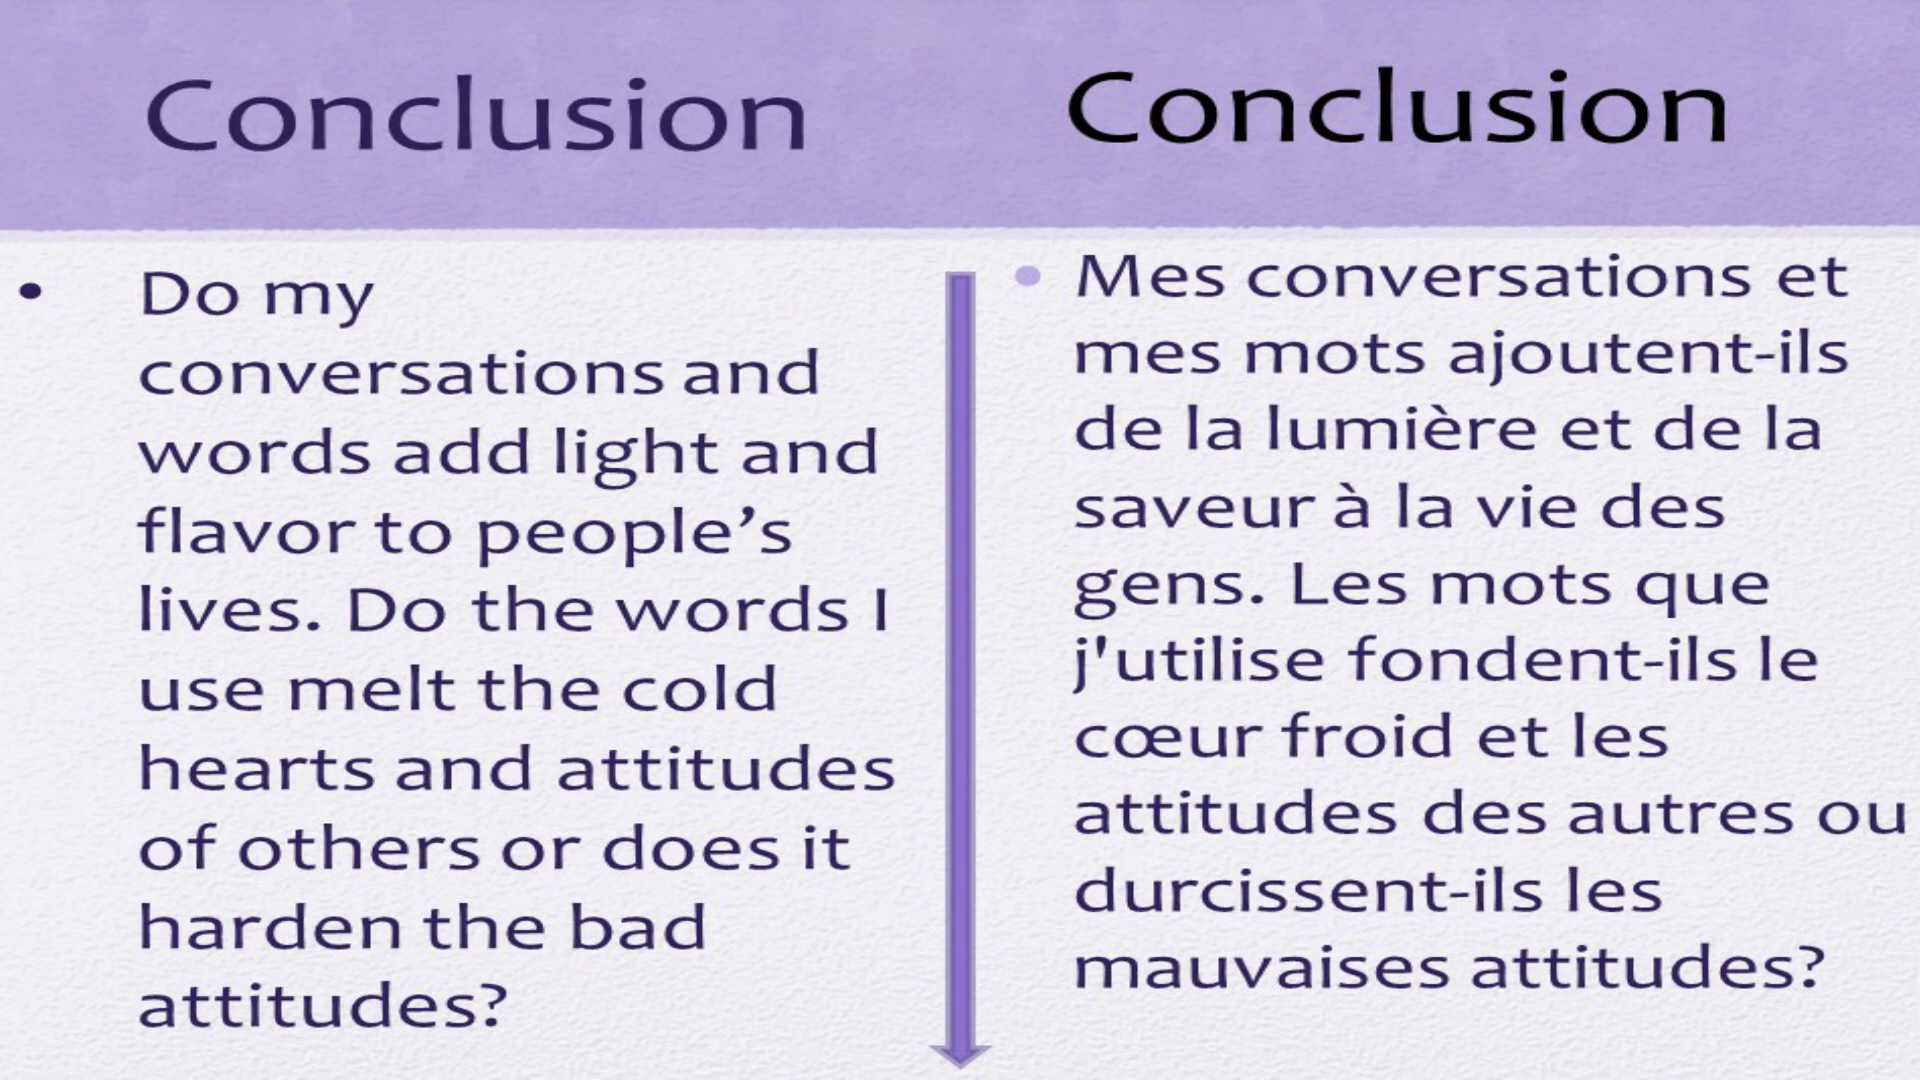 Conclusion
• Do my
conversations and
words add light and
flavor to people’s
lives. Do the words I
use melt the cold
hearts and attitudes
of others or does it
harden the bad
attitudes?
Conclusion
• Mes conversations et
mes mots ajoutent-ils
de la lumière et de la
saveur à la vie des
gens. Les mots que
j'utilise fondent-ils le
cœur froid et les
attitudes des autres ou
durcissent-ils les
mauvaises attitudes?